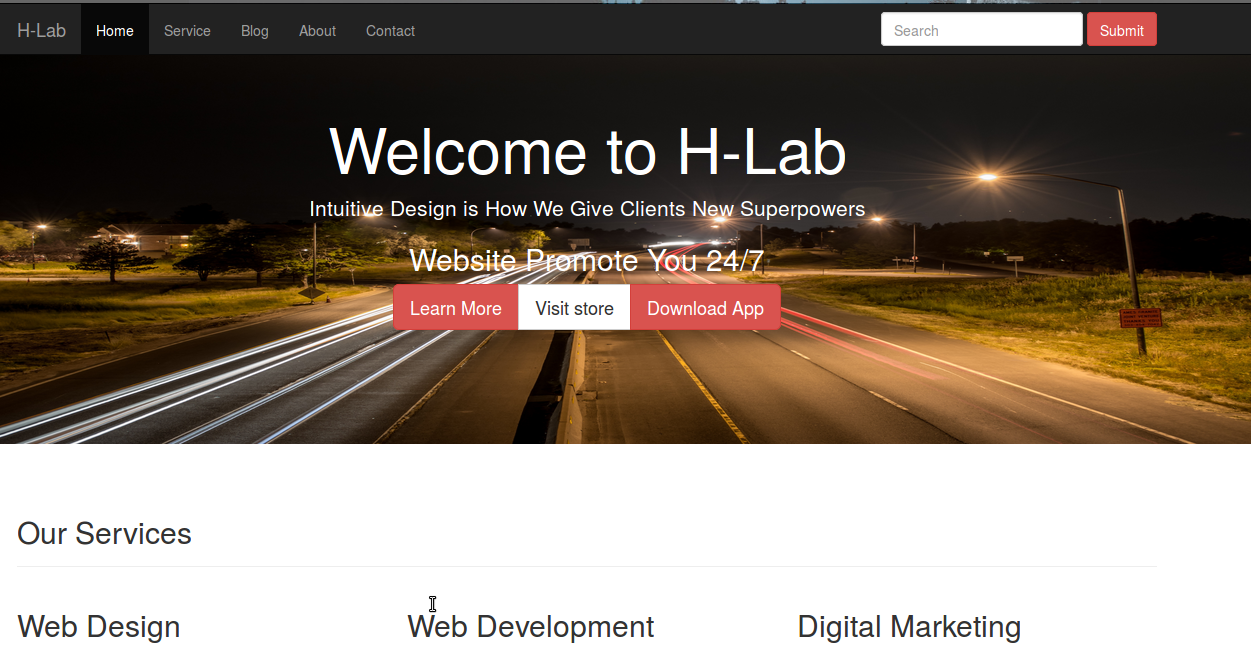 H-Lab Home Service Blog About Contact Search Submit
Welcome to H-Lab
Intuitive Design is How We Give Clients New Superpowers
Website Promote You 24/7
Learn More Visit store Download App
Our Services
Web Design Web Development Digital Marketing